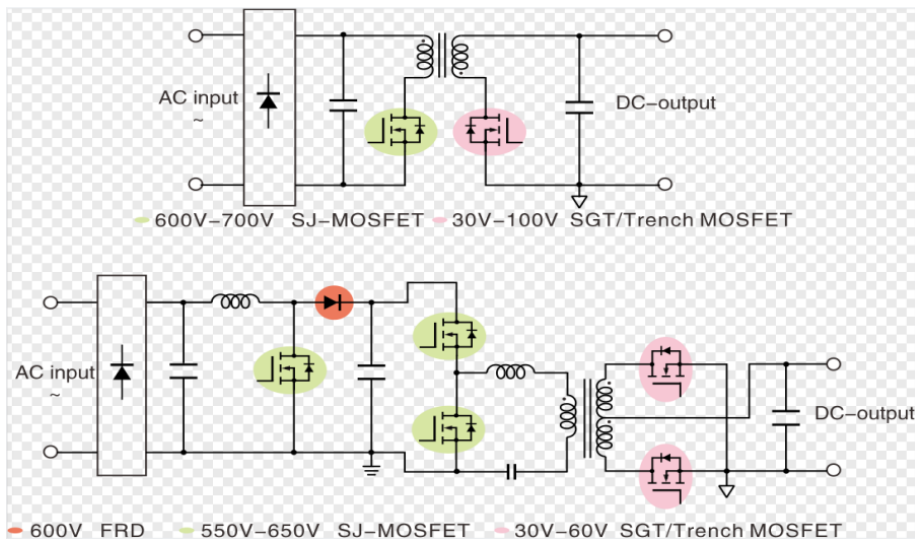 AC input
~
DC-output
600V-700V SJ-MOSFET 30V-100V SGT/Trench MOSFET
AC input
~
DC-output
600V FRD 550V-650V SJ-MOSFET 30V-60V SGT/Trench MOSFET